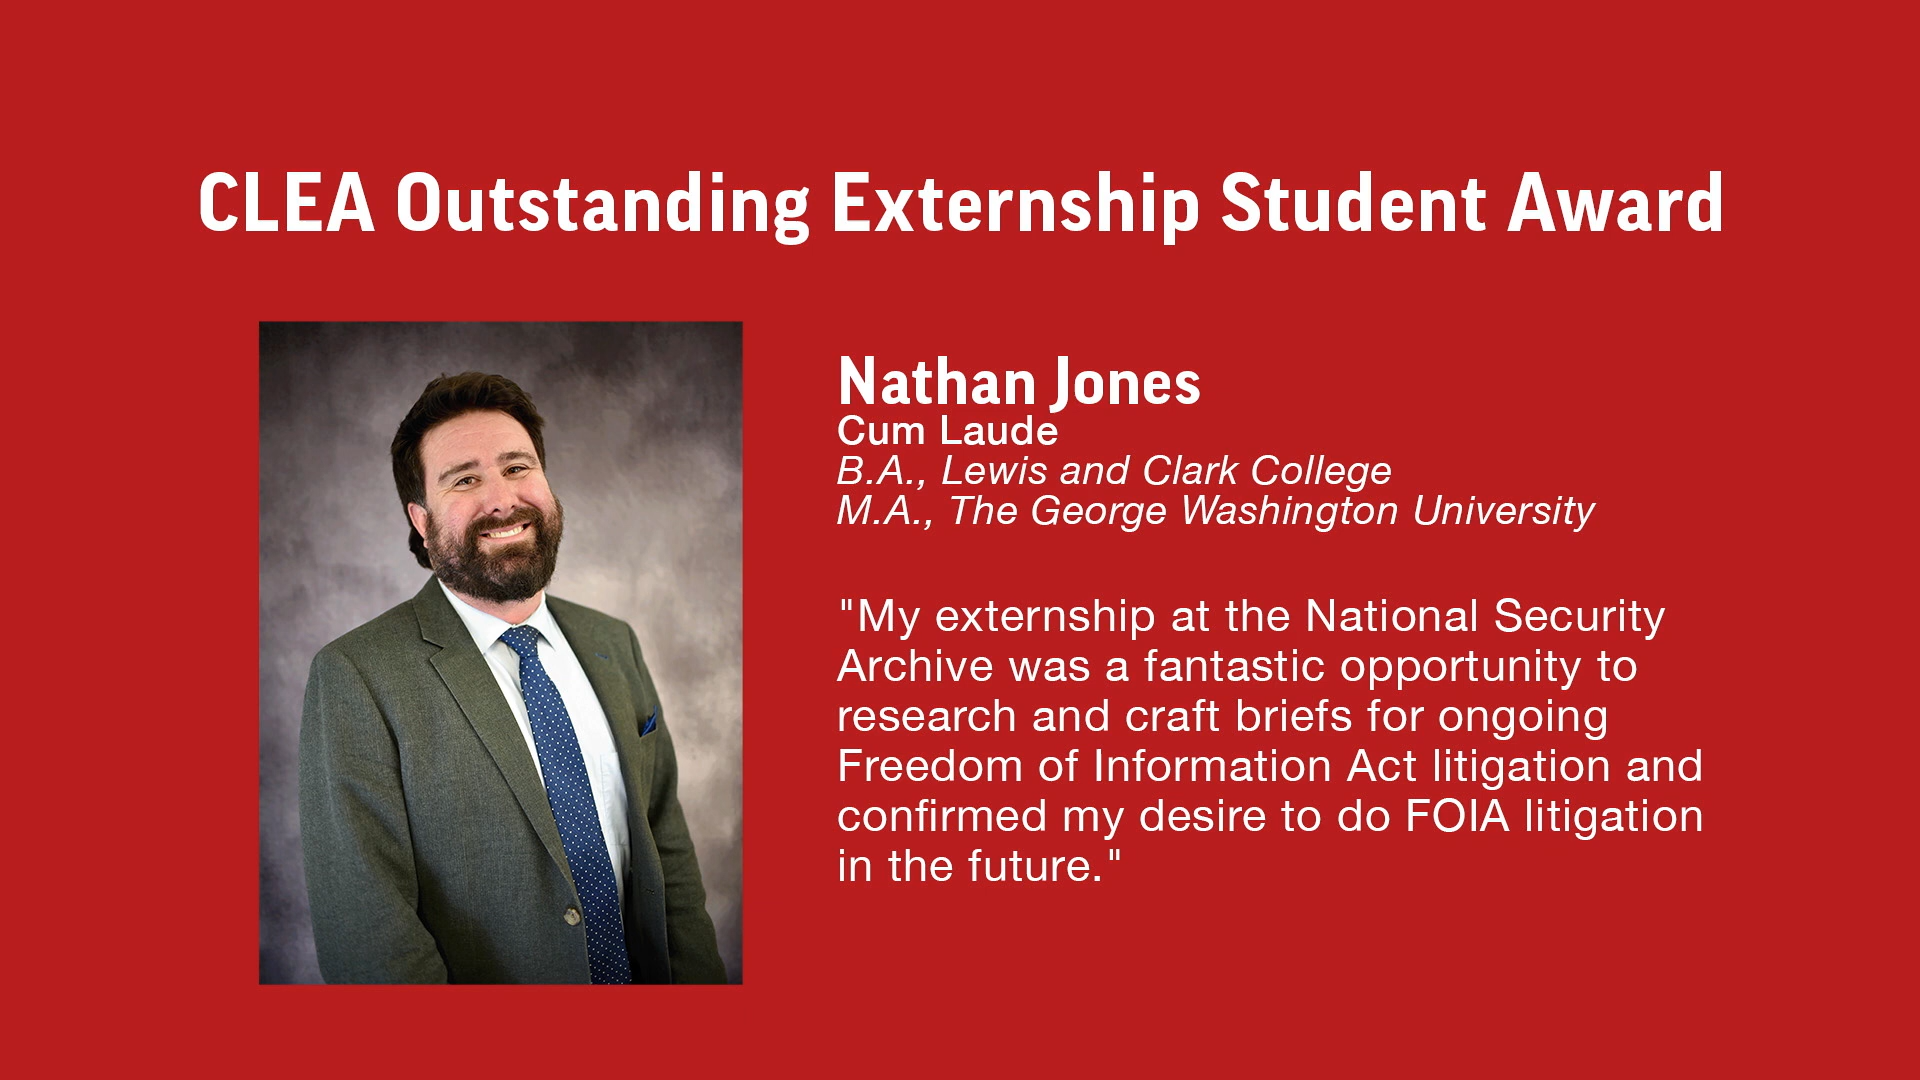 CLEA Outstanding Externship Student Award
Nathan Jones
Cum Laude
B.A., Lewis and Clark College
M.A., The George Washington University
"My externship at the National Security
Archive was a fantastic opportunity to
research and craft briefs for ongoing
Freedom of Information Act litigation and
confirmed my desire to do FOIA litigation
in the future."